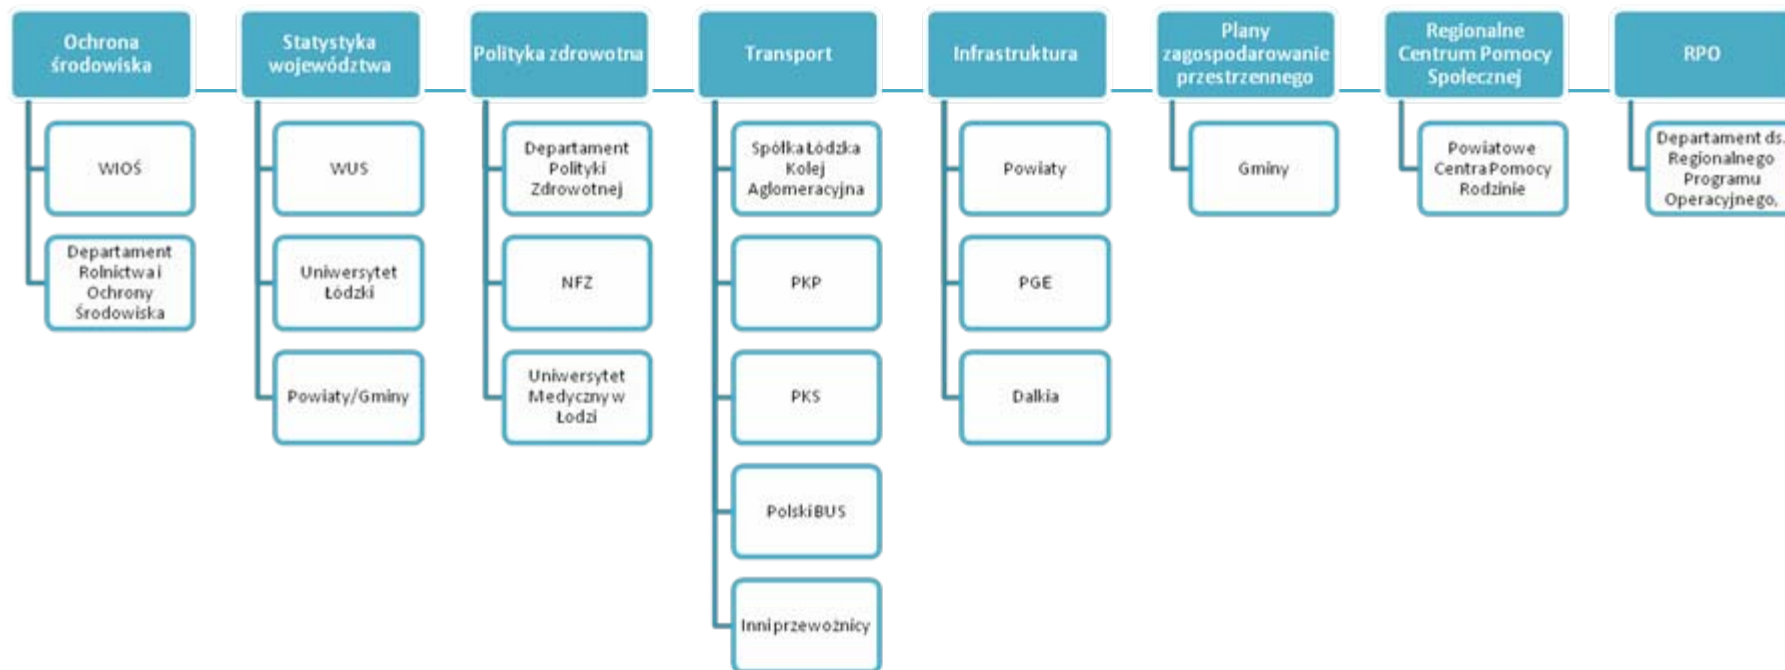 Ochrona
środowiska
WIOŚ
Departament
Rolnictwa i
Ochrony
Środowiska
Statystyka
województwa
WUS
Uniwersytet
Łódzki
Powiaty/Gminy
Polityka zdrowotna
Departament
Polityki
Zdrowotnej
NFZ
Uniwersytet
Medyczny w
Łodzi
Transport
Spółka Łódzka
Kolej
Aglomeracyjna
PKP
PKS
Polski BUS
Inni przewoźnicy
Infrastruktura
Powiaty
PGE
Dalkia
Plany
zagospodarowanie
przestrzennego
Gminy
Regionalne
Centrum Pomocy
Społecznej
Powiatowe
Centra Pomocy
Rodzinie
RPO
Departament ds.
Regionalnego
Programu
Operacyjnego,